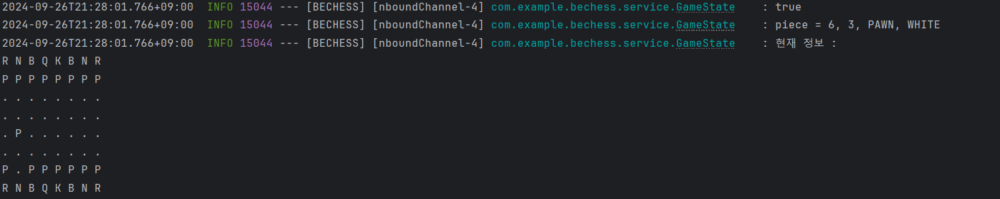 2024-09-26T21:28:01.766+09:00  INFO 15044 --- [BECHESS] [nboundChannel-4] com.example.bechess.service.GameState    : true
2024-09-26T21:28:01.766+09:00  INFO 15044 --- [BECHESS] [nboundChannel-4] com.example.bechess.service.GameState    : piece = 6, 3, PAWN, WHITE
2024-09-26T21:28:01.766+09:00  INFO 15044 --- [BECHESS] [nboundChannel-4] com.example.bechess.service.GameState    : 현재 정보 :
R N B Q K B N R
P P P P P P P P
. . . . . . . .
. . . . . . . .
. P . . . . . .
. . . . . . . .
P . P P P P P P
R N B Q K B N R